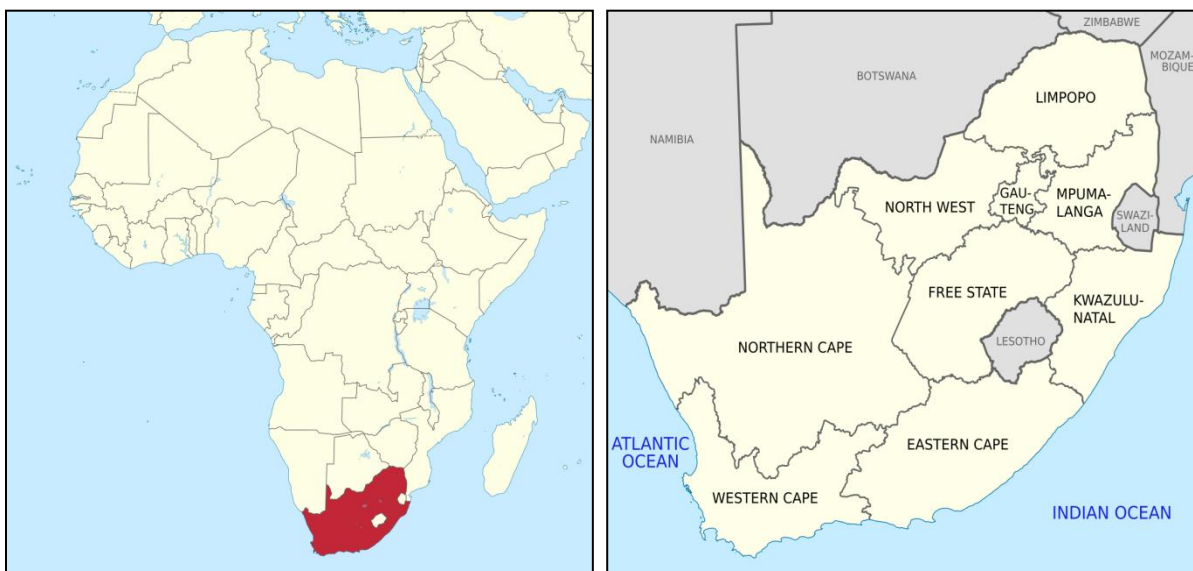 ZIMBABWE
MOZAM-
BIQUE
BOTSWANA
LIMPOPO
NAMIBIA
GAU-
TENG
MPUMA-
LANGA
NORTH WEST
SWAZI-
LAND
FREE STATE
KWAZULU-
NATAL
LESOTHO
NORTHERN CAPE
ATLANTIC
OCEAN
EASTERN CAPE
WESTERN CAPE
INDIAN OCEAN